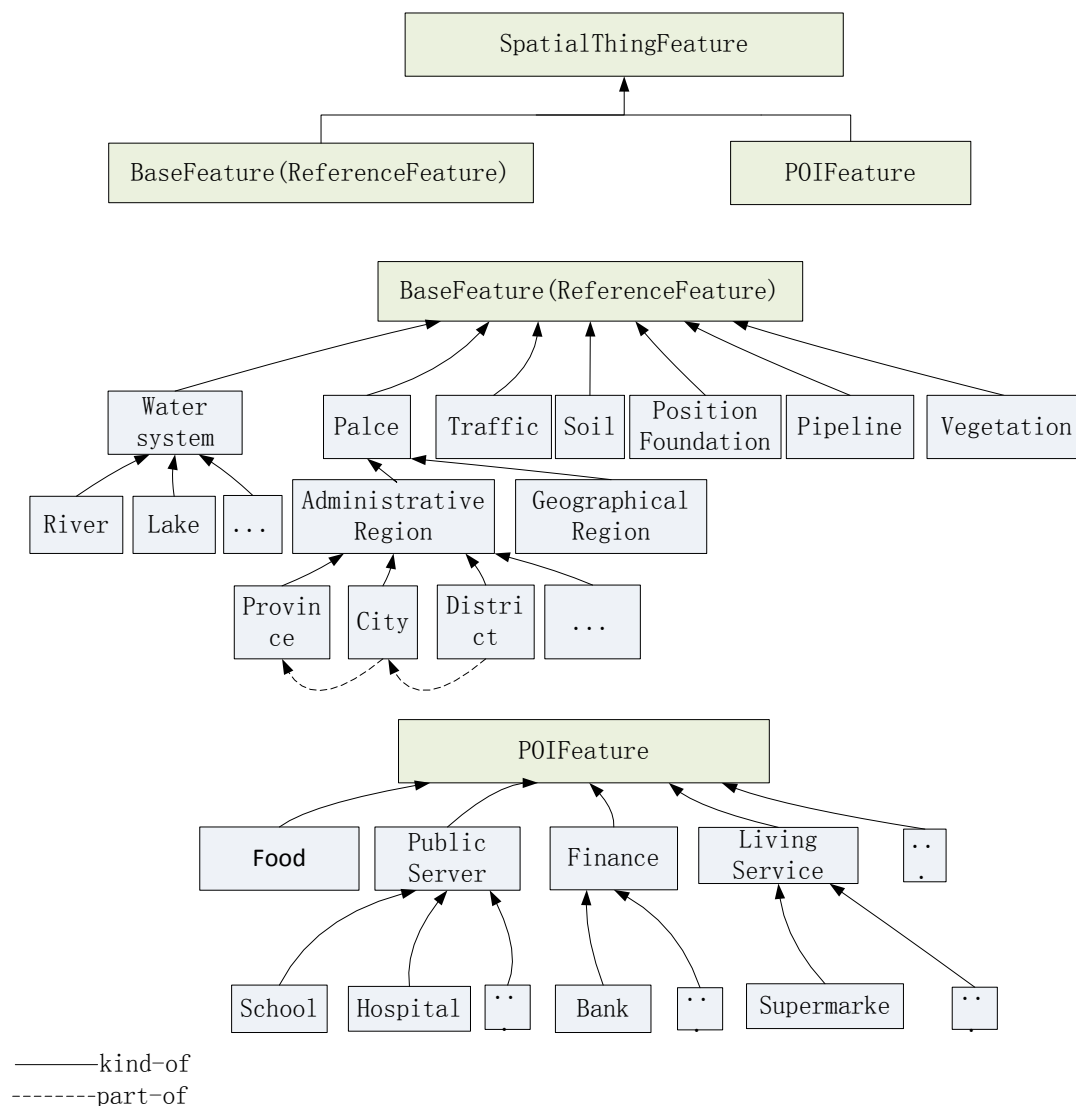 SpatialThingFeature
BaseFeature(ReferenceFeature)
POIFeature
BaseFeature(ReferenceFeature)
Water
system
Palce
Traffic
Soil
Position
Foundation
Pipeline
Vegetation
River
Lake
...
Administrative
Region
Geographical
Region
Provin
ce
City
Distri
ct
...
POIFeature
Food
Public
Server
Finance
Living
Service
..
.
School
Hospital
..
.
Bank
..
.
Supermarke
..
.
kind-of
part-of